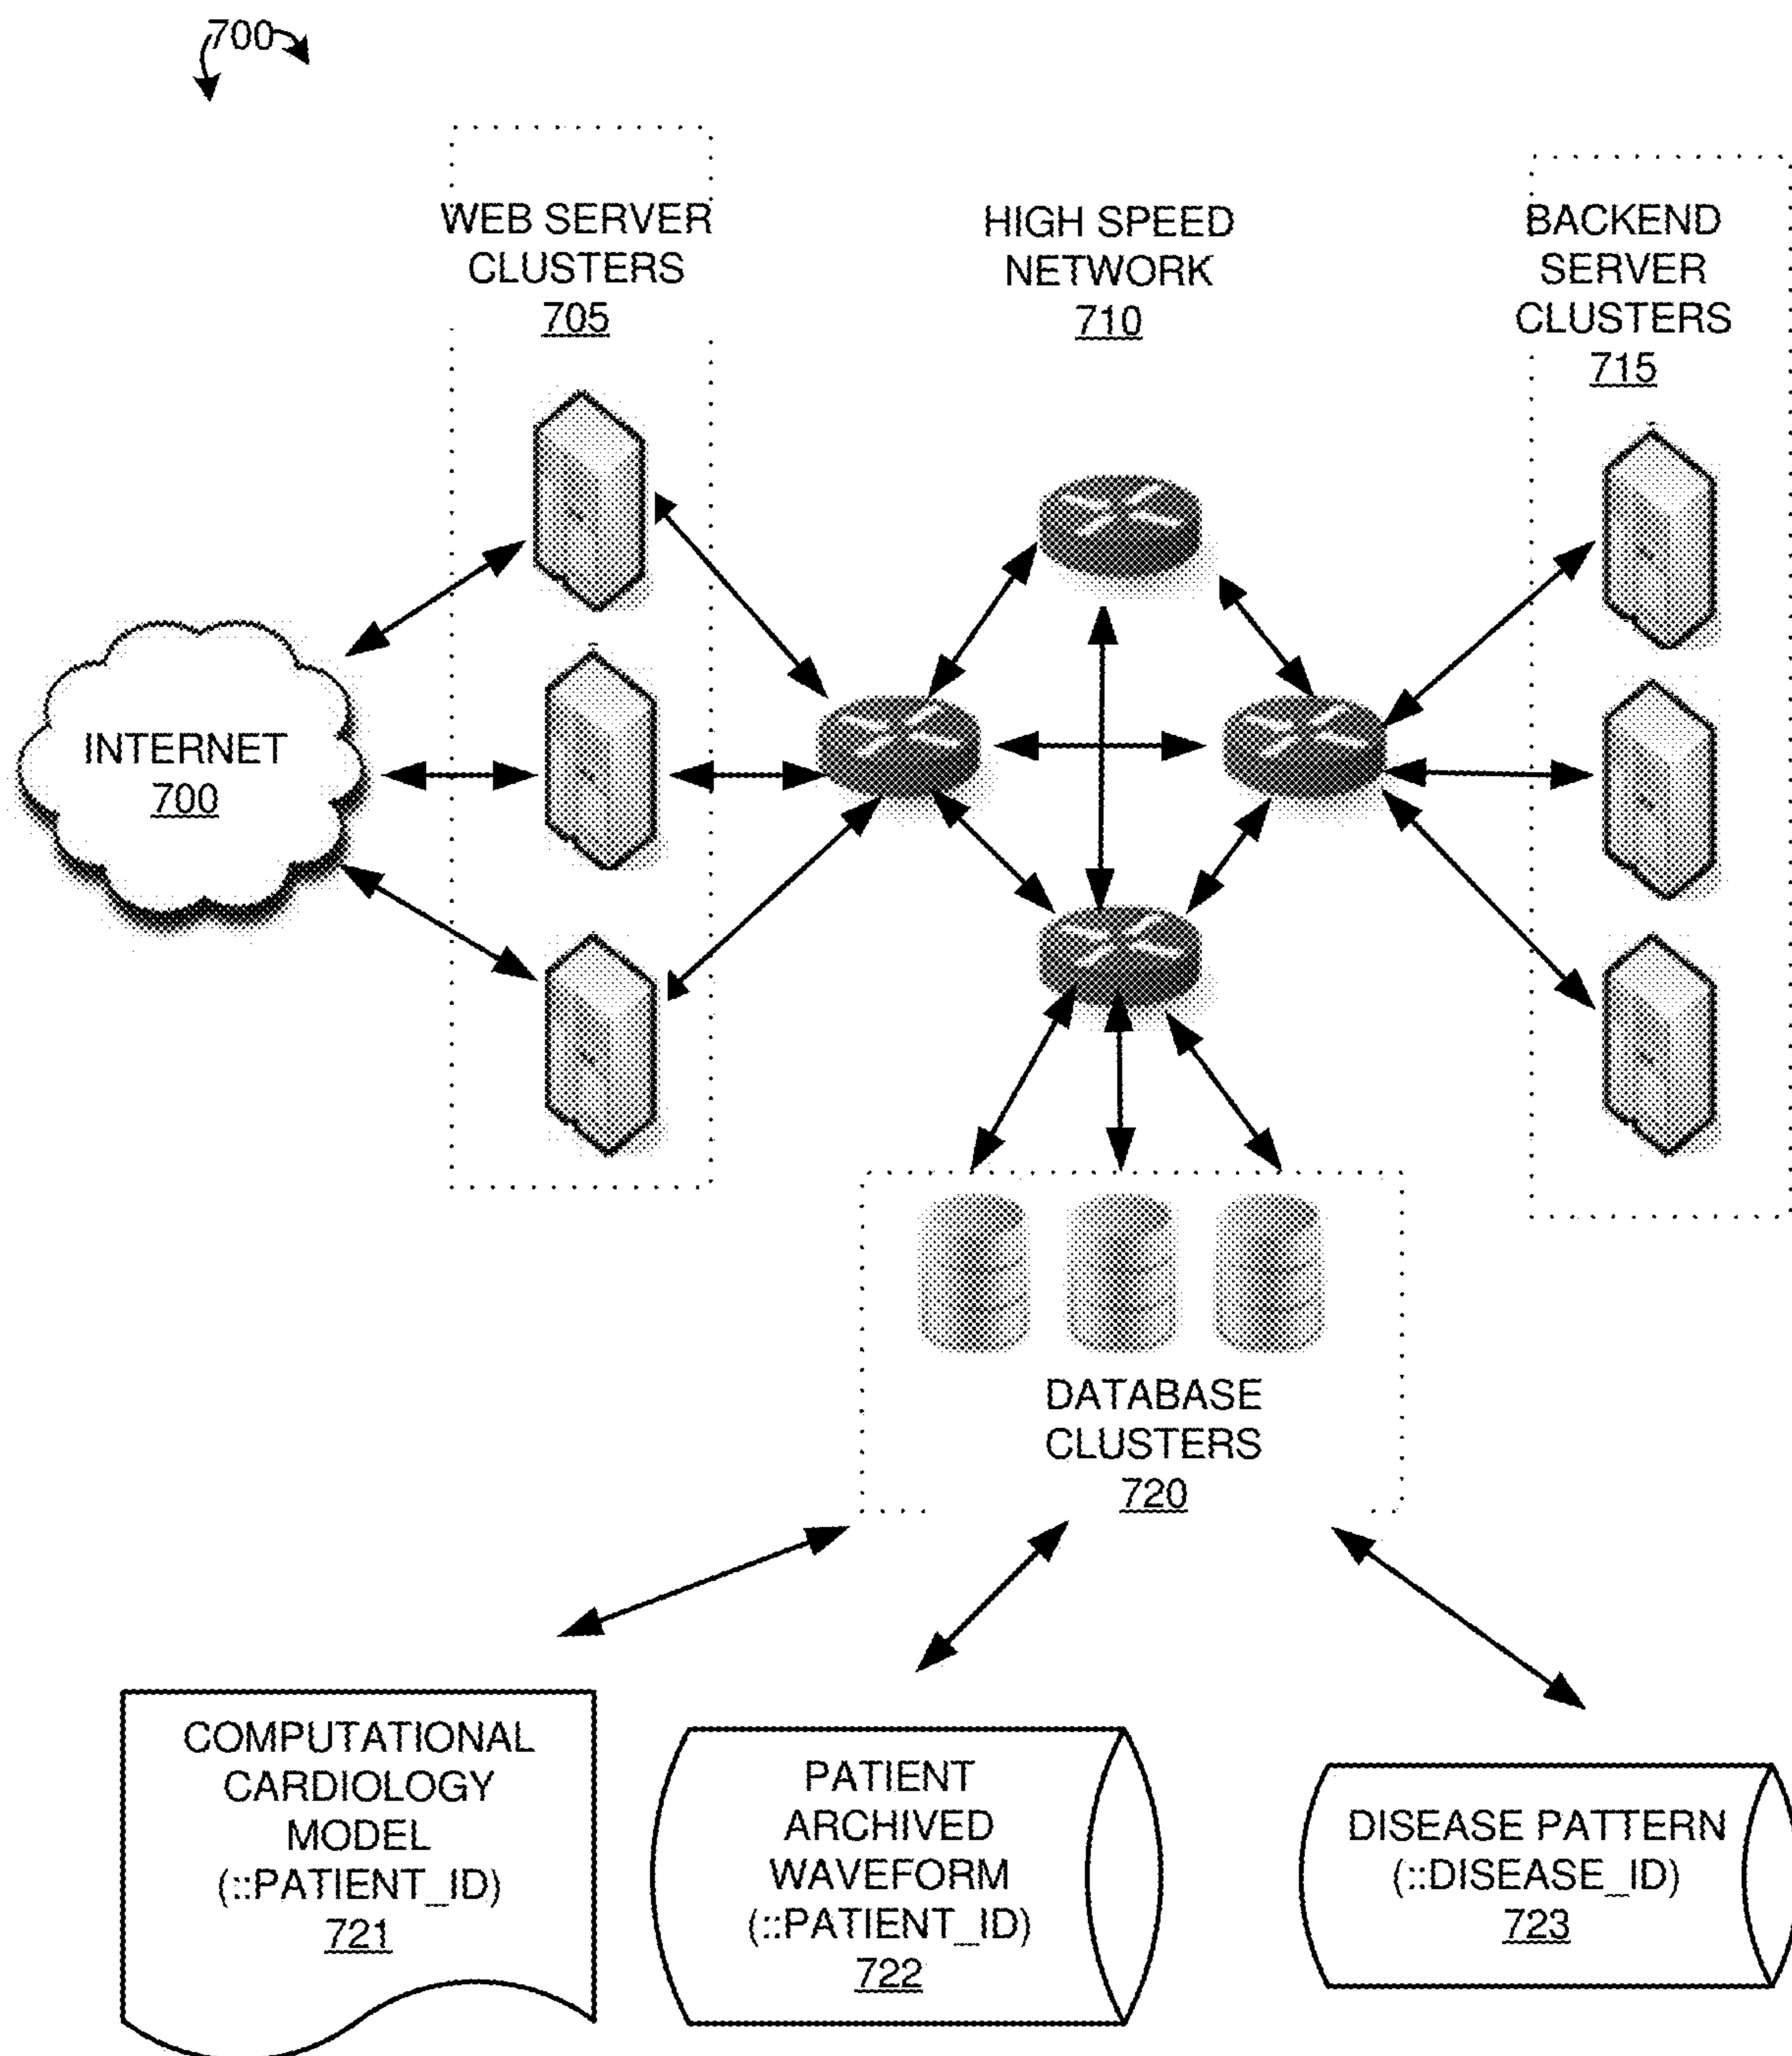 700
WEB SERVER
CLUSTERS
705
HIGH SPEED
NETWORK
710
BACKEND
SERVER
CLUSTERS
715
INTERNET
700
DATABASE
CLUSTERS
720
COMPUTATIONAL
CARDIOLOGY
MODEL
(::PATIENT_ID)
721
PATIENT
ARCHIVED
WAVEFORM
(::PATIENT_ID)
722
DISEASE PATTERN
(::DISEASE_ID)
723